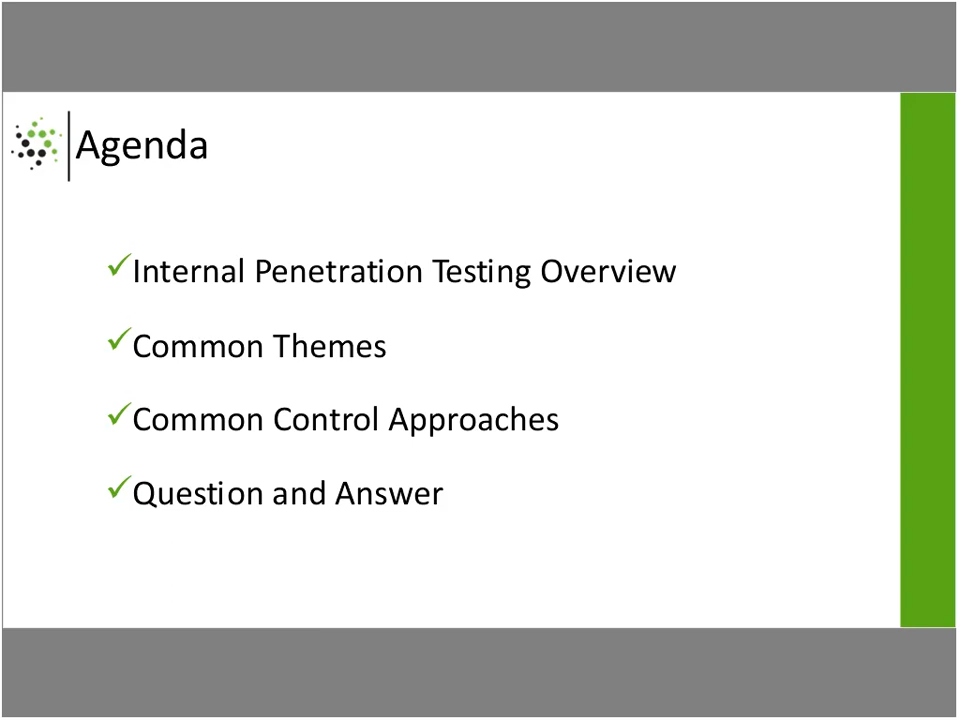 Agenda
✓Internal Penetration Testing Overview
✓Common Themes
✓Common Control Approaches
✓Question and Answer